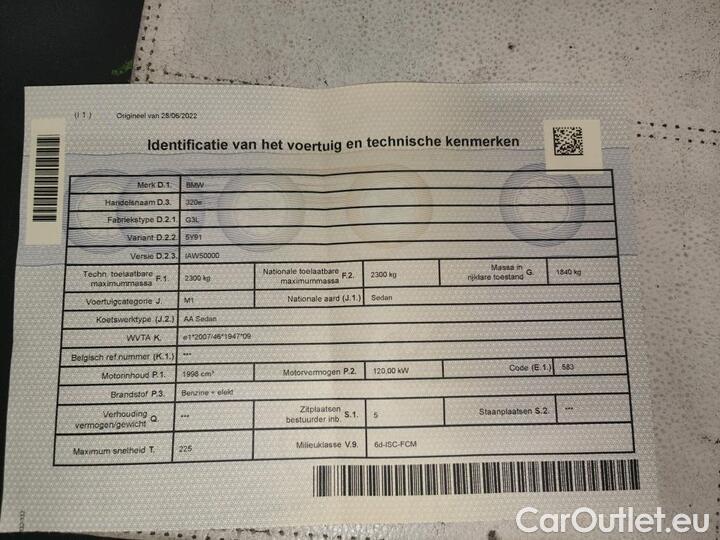 (I 1) Origineel van 28/06/2022
Identificatie van het voertuig en technische kenmerken
Merk D.1. BMW
Handelsnaam D.3. 320e
Fabriekstype D.2.1. G3L
Variant D.2.2. 5Y91
Versie D.2.3. IAW50000
Techn. toelaatbare maximummassa F.1. 2300 kg Nationale toelaatbare maximummassa F.2. 2300 kg Massa in rijklare toestand G. 1840 kg
Voertuigcategorie J. M1 Nationale aard (J.1.) Sedan
Koetswerktype (J.2.) AA Sedan
WVTA K. e1*2007/46*1947*09
Belgisch ref.nummer (K.1.) ***
Motorinhoud P.1. 1998 cm³ Motorvermogen P.2. 120,00 kW Code (E.1.) 583
Brandstof P.3. Benzine + elekt
Verhouding vermogen/gewicht Q. *** Zitplaatsen bestuurder inb. S.1. 5 Staanplaatsen S.2. ***
Maximum snelheid T. 225 Milieuklasse V.9. 6d-ISC-FCM
CarOutlet.eu